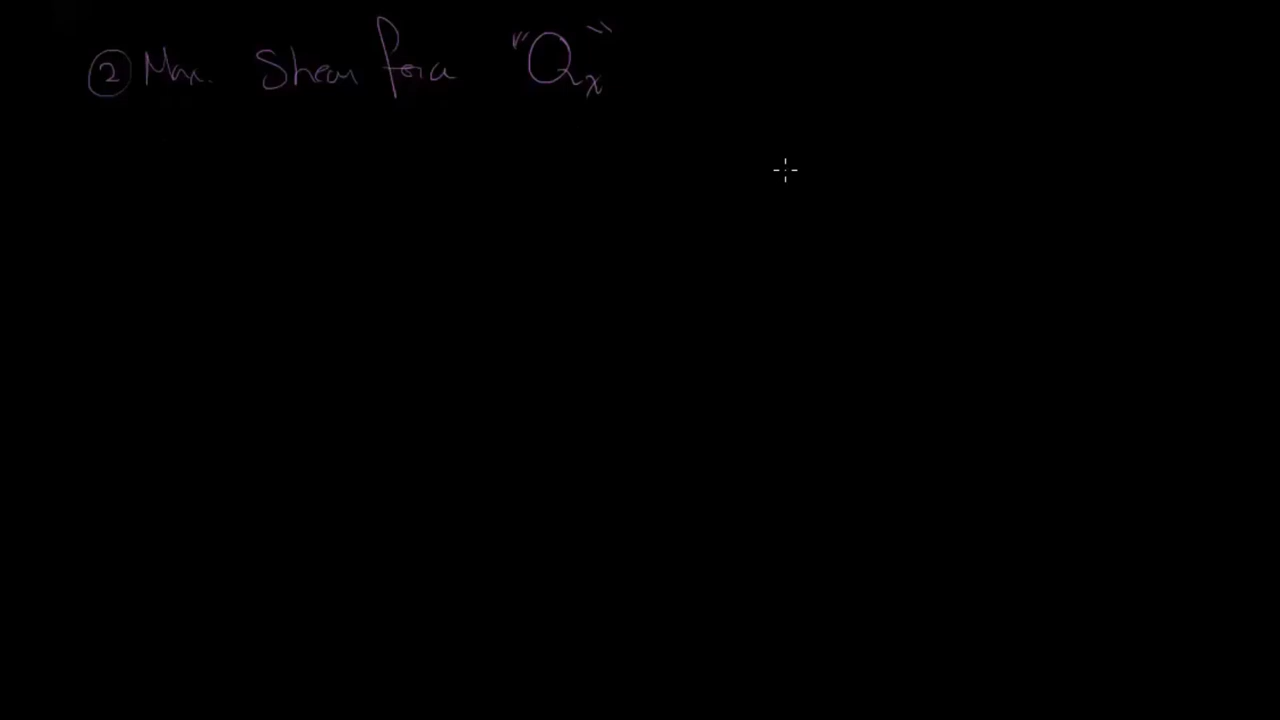 ② Max. Shear force "Qx"